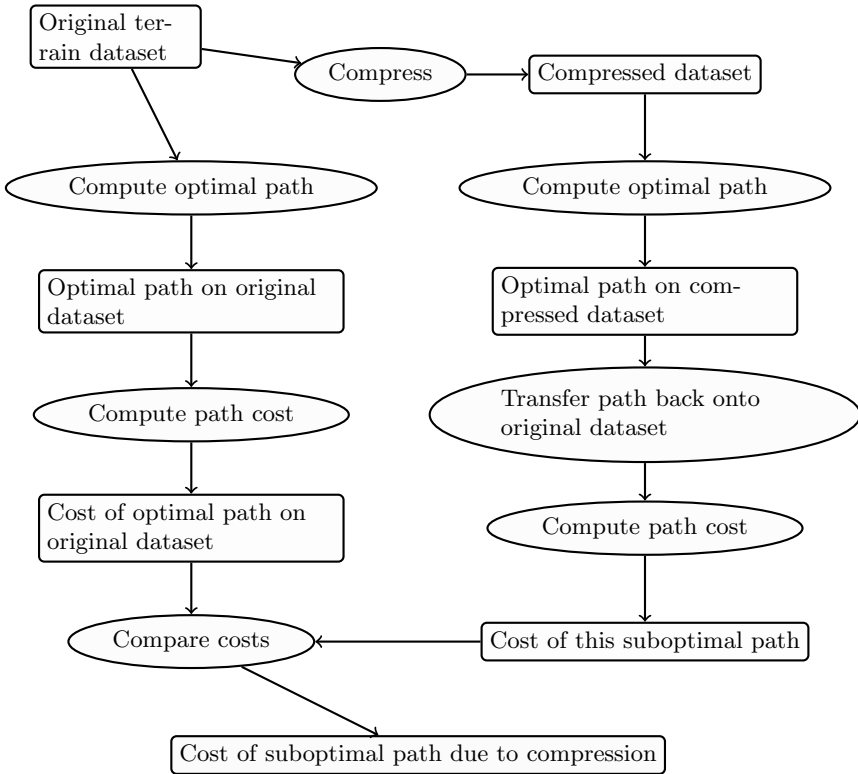 Original ter-
rain dataset
Compress
Compressed dataset
Compute optimal path
Compute optimal path
Optimal path on original
dataset
Optimal path on com-
pressed dataset
Compute path cost
Transfer path back onto
original dataset
Cost of optimal path on
original dataset
Compute path cost
Compare costs
Cost of this suboptimal path
Cost of suboptimal path due to compression